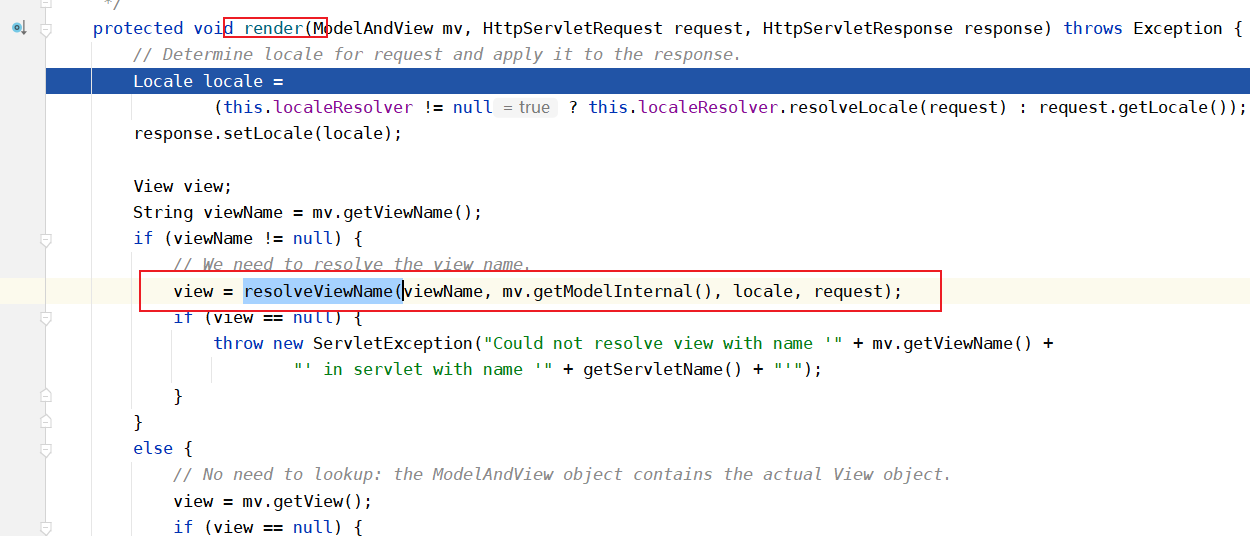 */
protected void render(ModelAndView mv, HttpServletRequest request, HttpServletResponse response) throws Exception {
// Determine locale for request and apply it to the response.
Locale locale =
(this.localeResolver != null = true ? this.localeResolver.resolveLocale(request) : request.getLocale());
response.setLocale(locale);
View view;
String viewName = mv.getViewName();
if (viewName != null) {
// We need to resolve the view name.
view = resolveViewName(viewName, mv.getModelInternal(), locale, request);
if (view == null) {
throw new ServletException("Could not resolve view with name '" + mv.getViewName() +
"' in servlet with name '" + getServletName() + "'");
}
}
else {
// No need to lookup: the ModelAndView object contains the actual View object.
view = mv.getView();
if (view == null) {